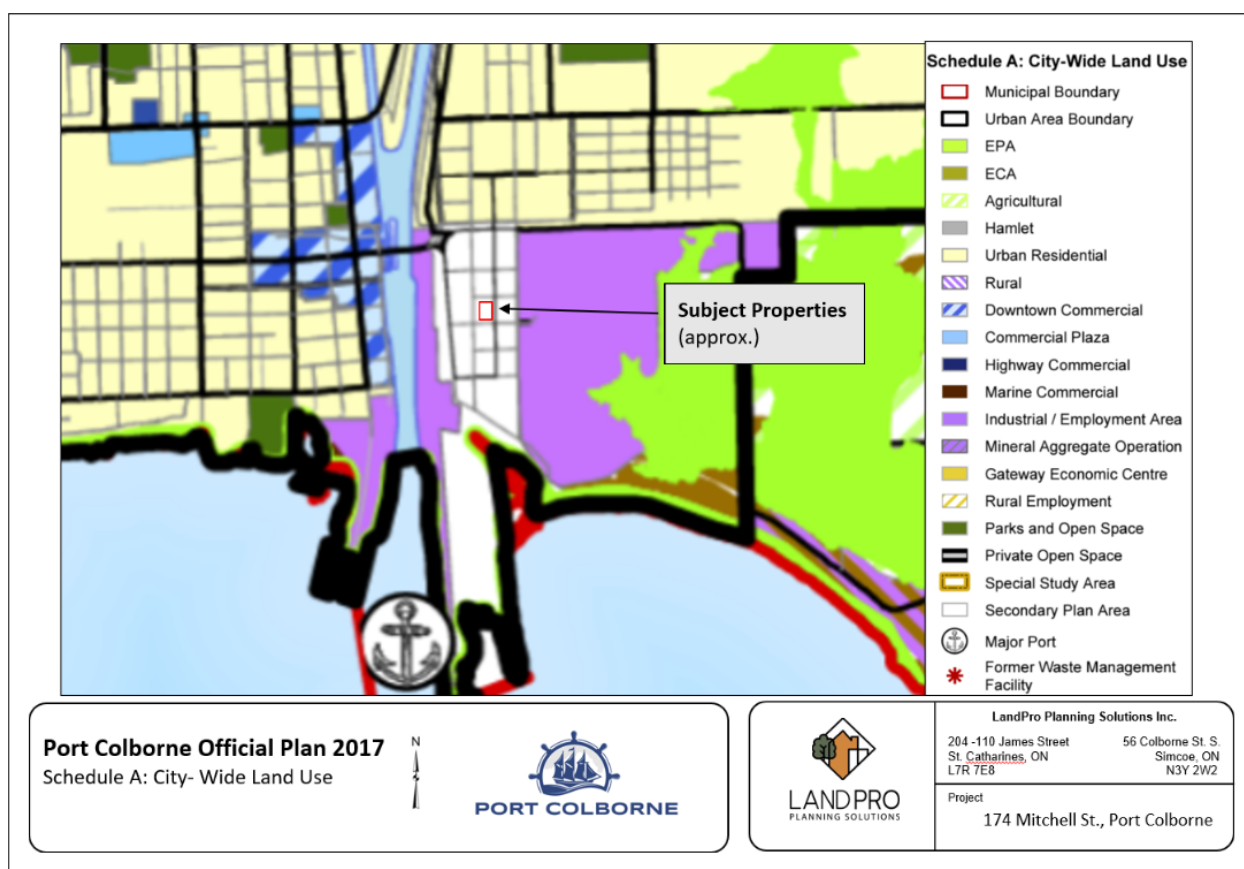 Schedule A: City-Wide Land Use
Municipal Boundary
Urban Area Boundary
EPA
ECA
Agricultural
Hamlet
Urban Residential
Rural
Downtown Commercial
Commercial Plaza
Highway Commercial
Marine Commercial
Industrial / Employment Area
Mineral Aggregate Operation
Gateway Economic Centre
Rural Employment
Parks and Open Space
Private Open Space
Special Study Area
Secondary Plan Area
Major Port
Former Waste Management
Facility
Subject Properties
(approx.)
Port Colborne Official Plan 2017
Schedule A: City- Wide Land Use
N
PORT COLBORNE
LANDPRO
PLANNING SOLUTIONS
LandPro Planning Solutions Inc.
204 -110 James Street
St. Catharines, ON
L7R 7E8
56 Colborne St. S.
Simcoe, ON
N3Y 2W2
Project
174 Mitchell St., Port Colborne